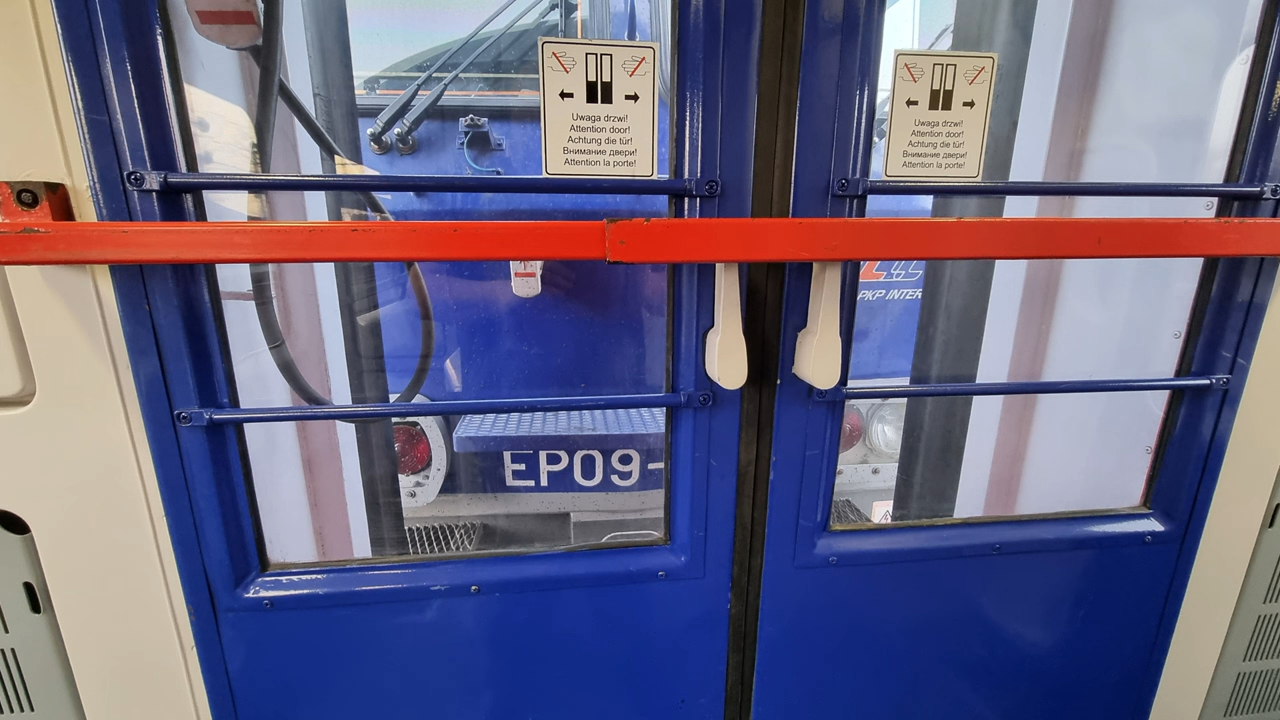 Uwaga drzwi!
Attention door!
Achtung die tür!
Внимание двери!
Attention la porte!
Uwaga drzwi!
Attention door!
Achtung die tür!
Внимание двери!
Attention la porte!
PKP INTER
EP09-